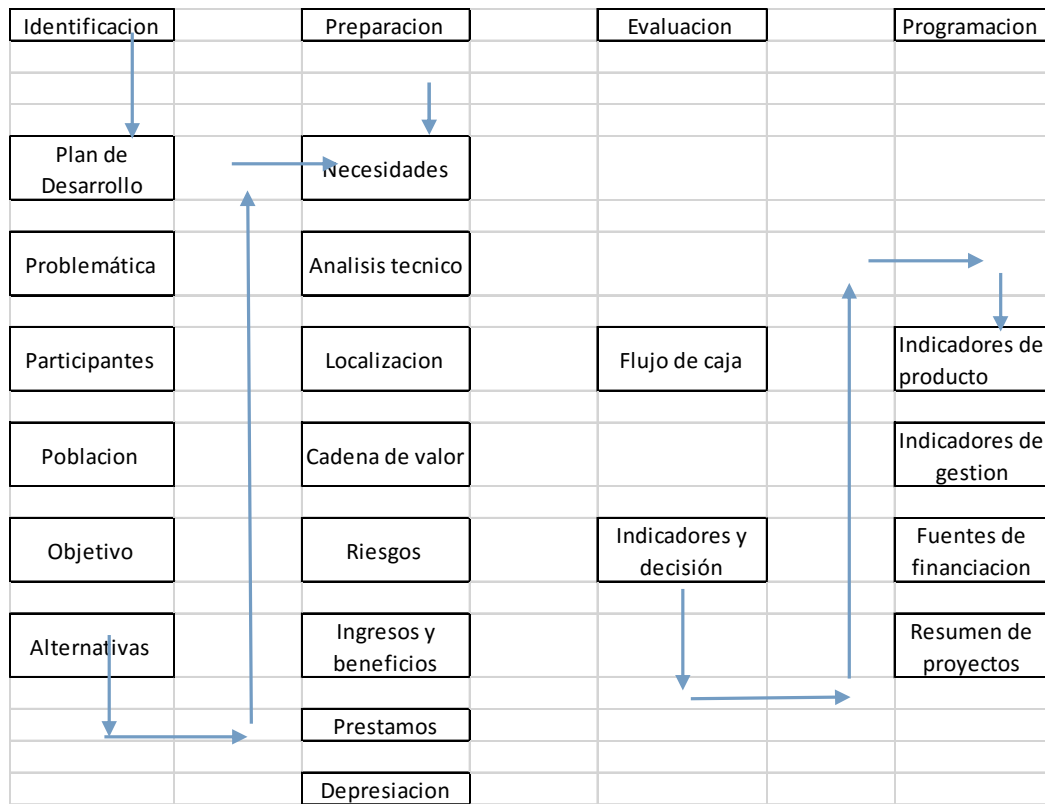 Identificacion
Preparacion
Evaluacion
Programacion
Plan de
Desarrollo
Necesidades
Problemática
Analisis tecnico
Participantes
Localizacion
Flujo de caja
Indicadores de
producto
Poblacion
Cadena de valor
Indicadores de
gestion
Objetivo
Riesgos
Indicadores y
decisión
Fuentes de
financiacion
Alternativas
Ingresos y
beneficios
Resumen de
proyectos
Prestamos
Depresiacion